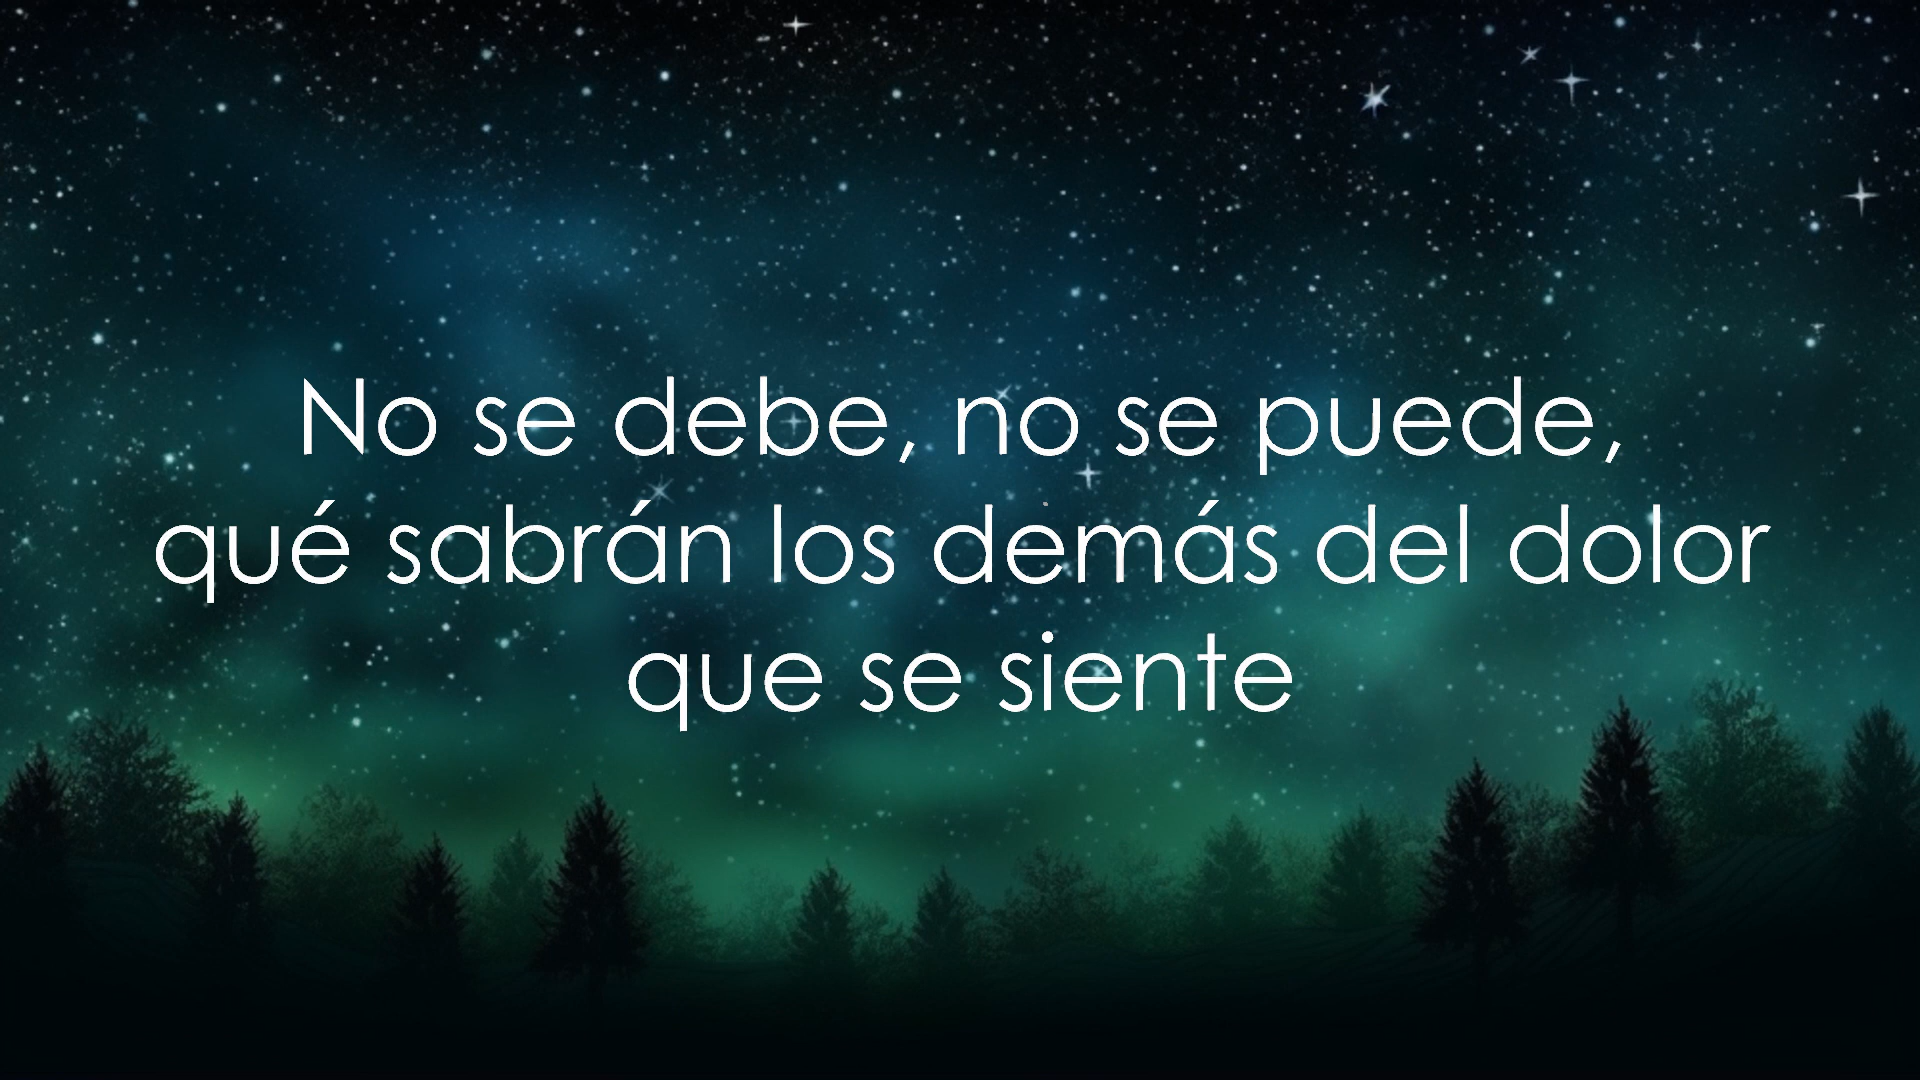 No se debe, no se puede,
qué sabrán los demás del dolor
que se siente